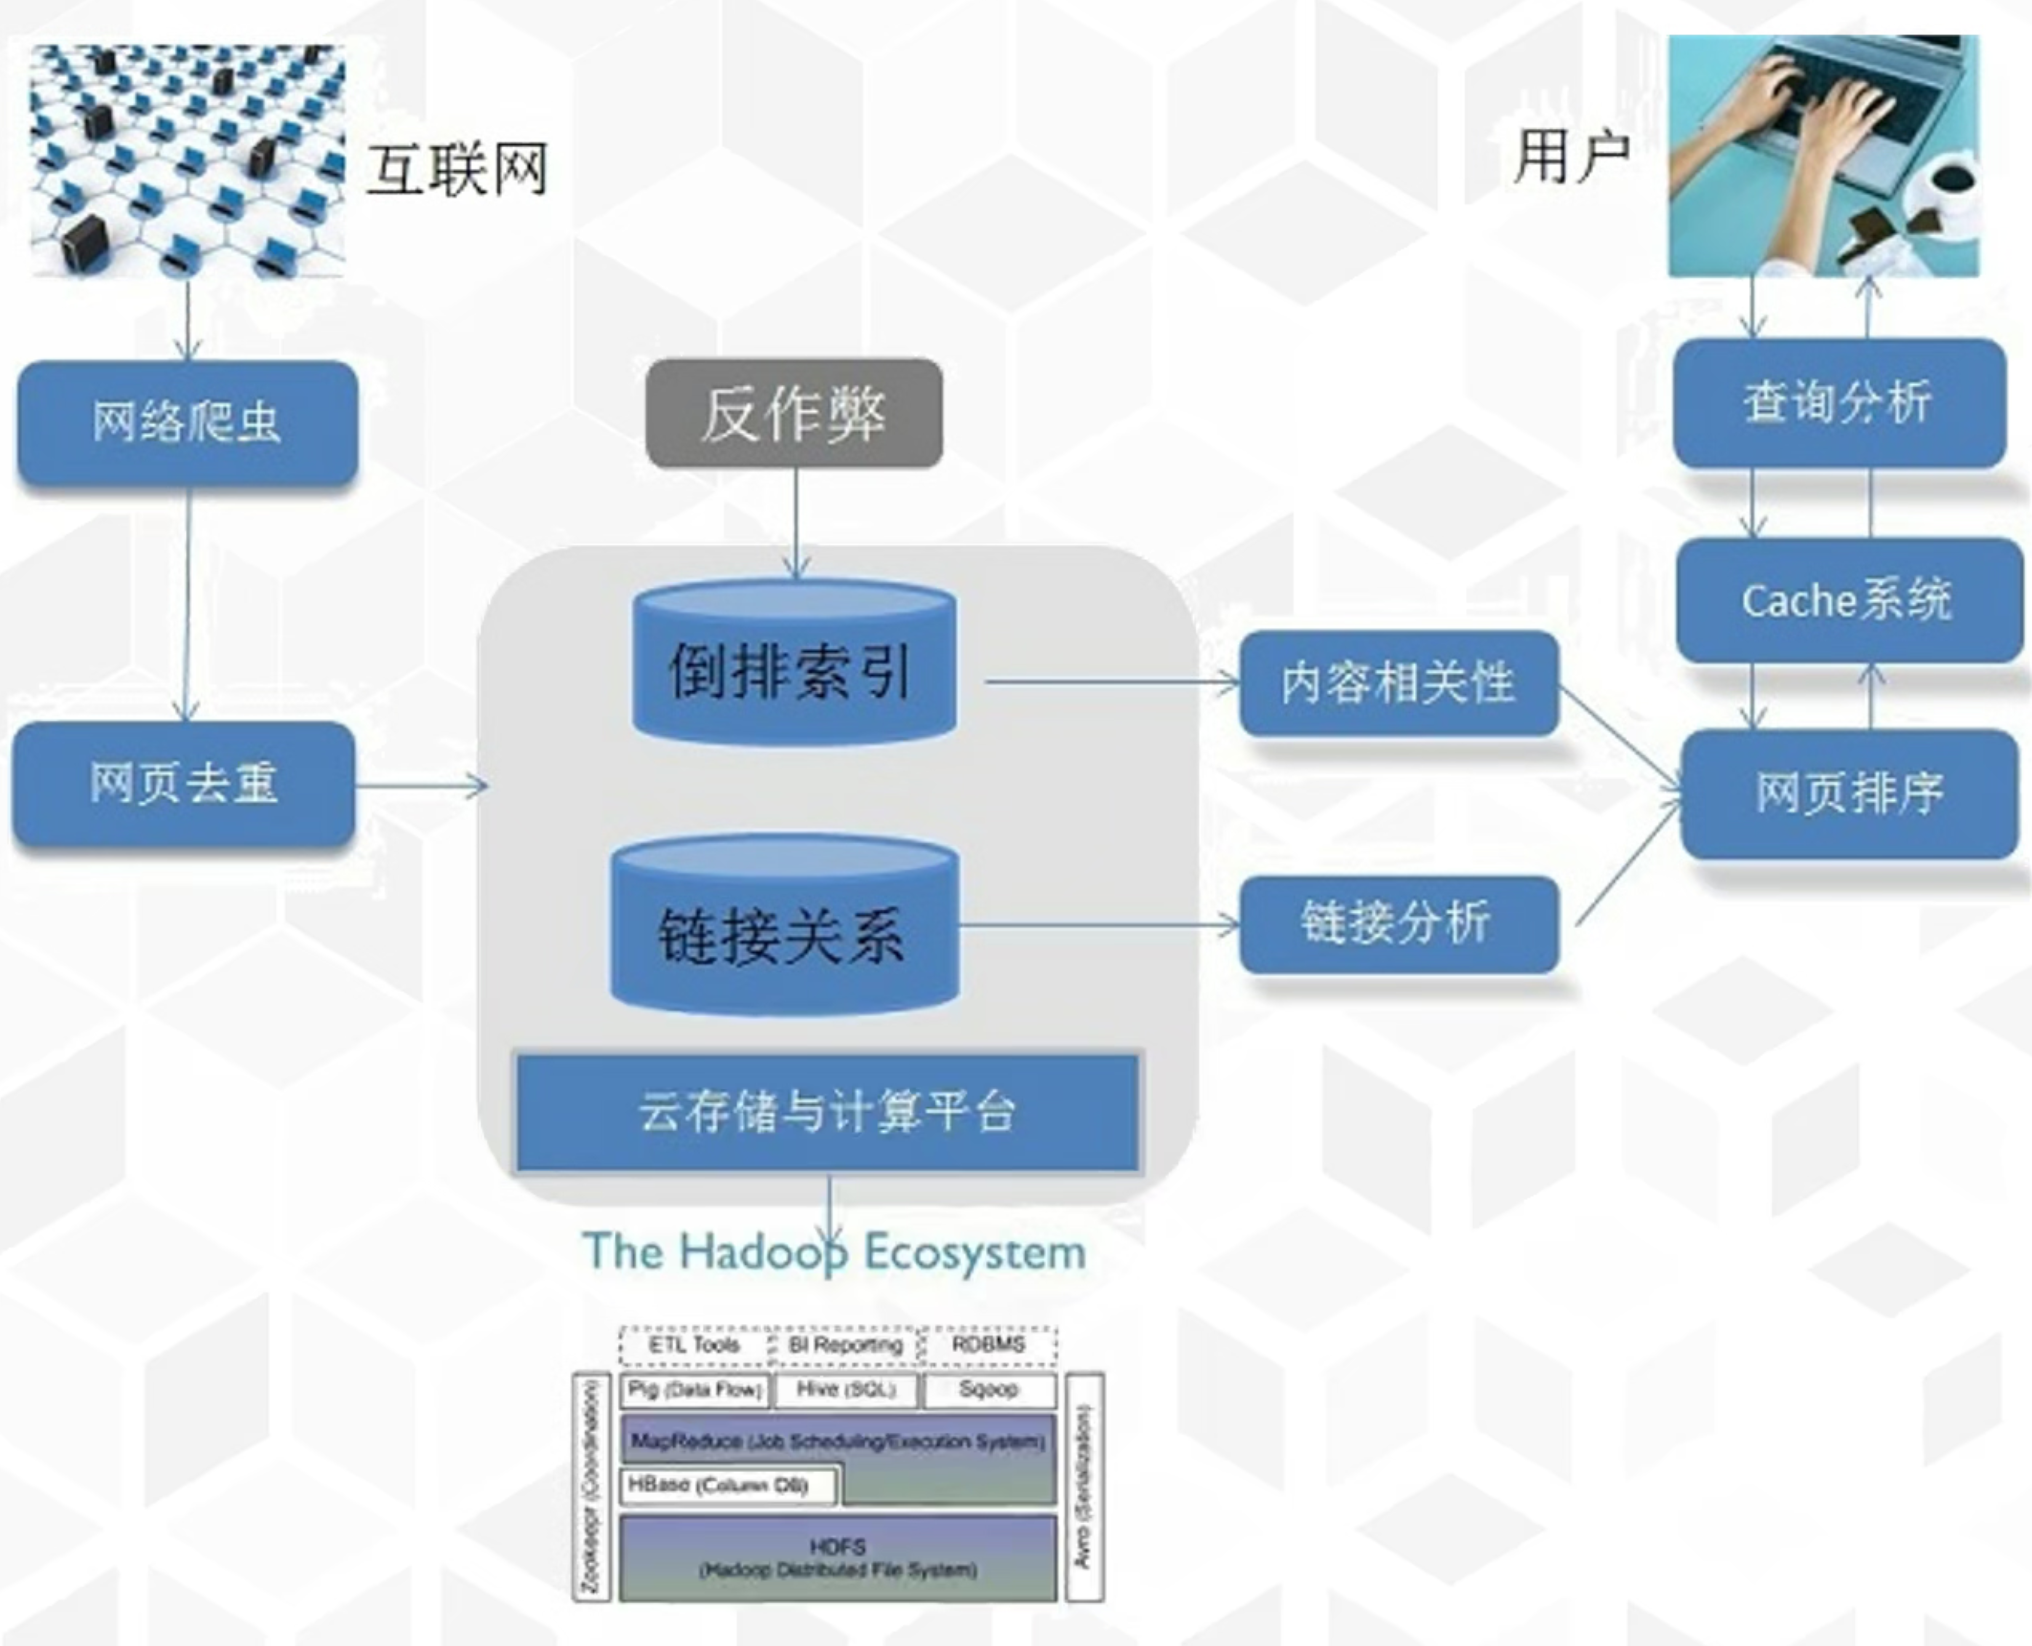 互联网
用户
网络爬虫
反作弊
查询分析
Cache系统
倒排索引
内容相关性
网页去重
网页排序
链接关系
链接分析
云存储与计算平台
The Hadoop Ecosystem
ETL Tools
BI Reporting
RDBMS
Pig (Data Flow)
Hive (SQL)
Sqoop
MapReduce (Job Scheduling/Execution System)
HBase (Column DB)
HDFS
(Hadoop Distributed File System)
Zookeepr (Coordination)
Avro (Serialization)